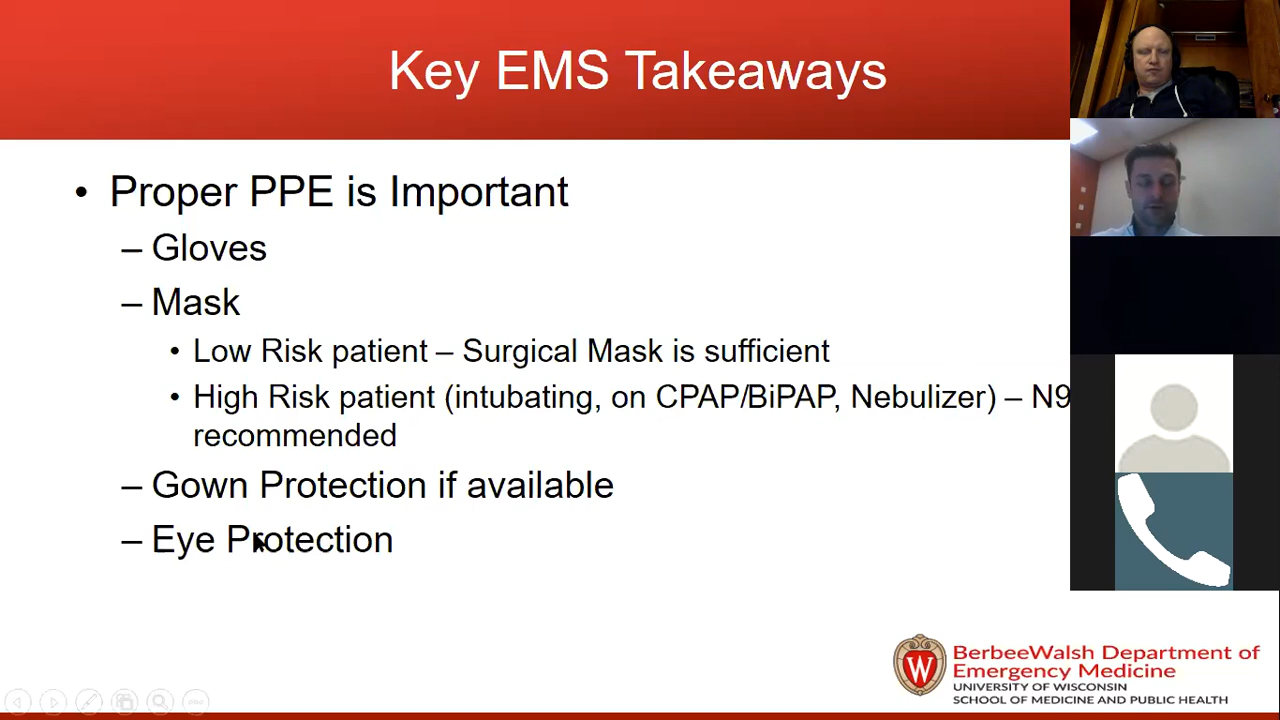 Key EMS Takeaways
• Proper PPE is Important
– Gloves
– Mask
• Low Risk patient – Surgical Mask is sufficient
• High Risk patient (intubating, on CPAP/BiPAP, Nebulizer) – N9
recommended
– Gown Protection if available
– Eye Protection
W
BerbeeWalsh Department of
Emergency Medicine
UNIVERSITY OF WISCONSIN
SCHOOL OF MEDICINE AND PUBLIC HEALTH